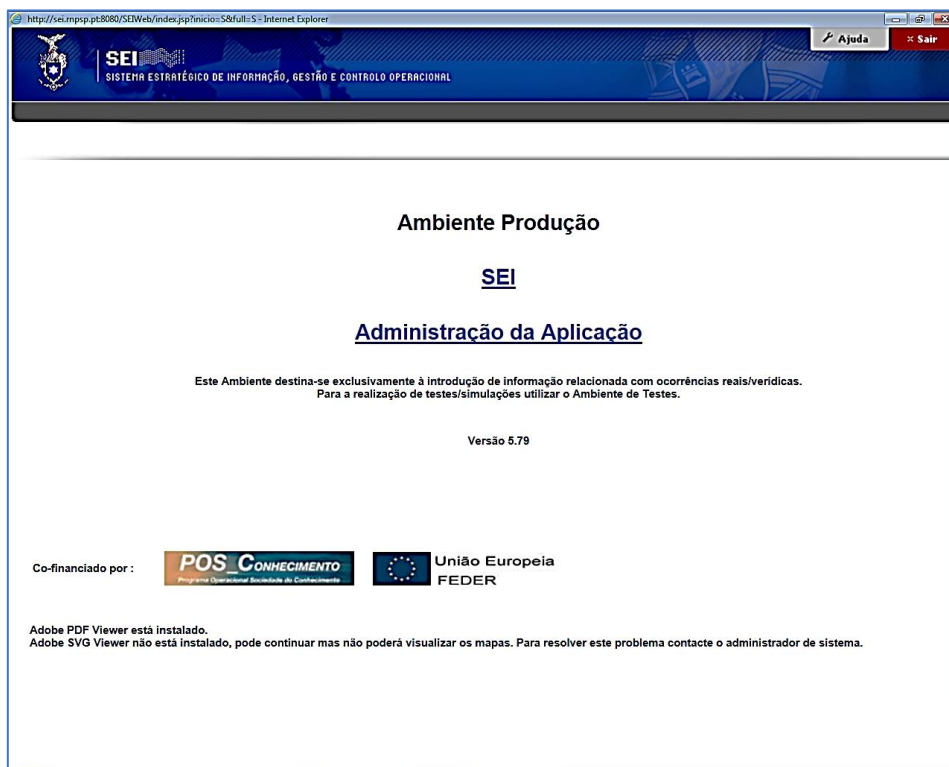 http://sei.rnpsp.pt:8080/SEIWeb/index.jsp?inicio=S&full=S - Internet Explorer
Ajuda
× Sair
SEI
SISTEMA ESTRATÉGICO DE INFORMAÇÃO, GESTÃO E CONTROLO OPERACIONAL
Ambiente Produção
SEI
Administração da Aplicação
Este Ambiente destina-se exclusivamente à introdução de informação relacionada com ocorrências reais/verídicas.
Para a realização de testes/simulações utilizar o Ambiente de Testes.
Versão 5.79
Co-financiado por :
POS_CONHECIMENTO
Programa Operacional Sociedade do Conhecimento
União Europeia
FEDER
Adobe PDF Viewer está instalado.
Adobe SVG Viewer não está instalado, pode continuar mas não poderá visualizar os mapas. Para resolver este problema contacte o administrador de sistema.